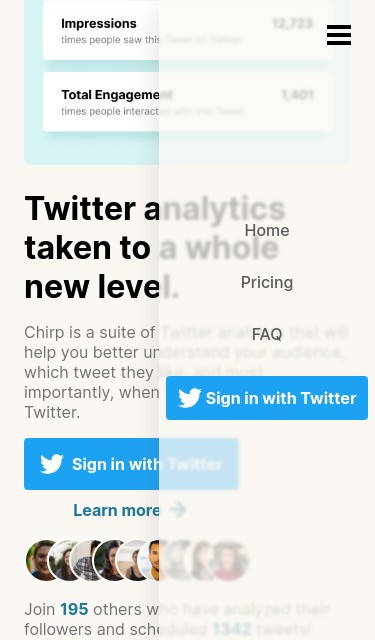 Impressions
12,723
times people saw this Tweet on Twitter
Total Engagement
1,401
times people interacted with this Tweet
Twitter analytics
taken to a whole
new level.
Home
Pricing
FAQ
Sign in with Twitter
Chirp is a suite of Twitter analytics that will
help you better understand your audience,
which tweet they like, and most
importantly, when
Twitter.
Sign in with Twitter
Learn more
Join 195 others who have analyzed their
followers and scheduled 1342 tweets!